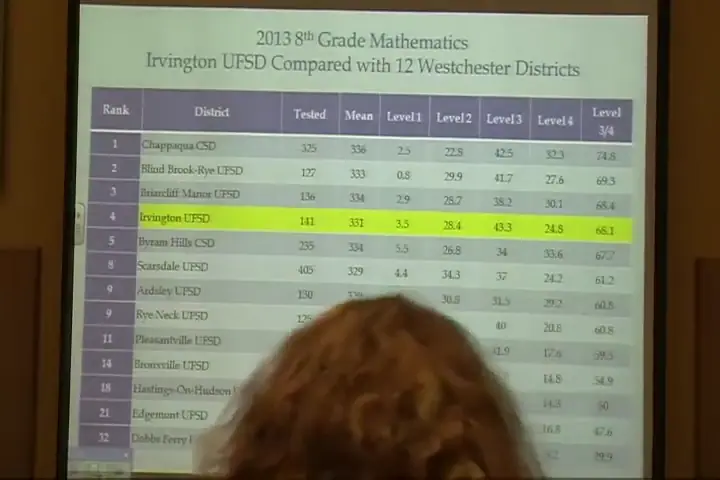 2013 8th Grade Mathematics
Irvington UFSD Compared with 12 Westchester Districts
Rank District Tested Mean Level 1 Level 2 Level 3 Level 4 Level 3/4
1 Chappaqua CSD 325 336 2.5 22.8 42.5 32.3 74.8
2 Blind Brook-Rye UFSD 127 333 0.8 29.9 41.7 27.6 69.3
3 Briarcliff Manor UFSD 136 334 2.9 28.7 38.2 30.1 68.4
4 Irvington UFSD 141 331 3.5 28.4 43.3 24.8 68.1
5 Byram Hills CSD 235 334 5.5 26.8 34 33.6 67.7
8 Scarsdale UFSD 405 329 4.4 34.3 37 24.2 61.2
9 Ardsley UFSD 130 30.8 31.5 29.2 60.8
9 Rye Neck UFSD 40 20.8 60.8
11 Pleasantville UFSD 17.6 59.5
14 Bronxville UFSD 14.8 54.9
18 Hastings-On-Hudson 14.3 50
21 Edgemont UFSD 16.8 47.6
32 Dobbs Ferry 29.9